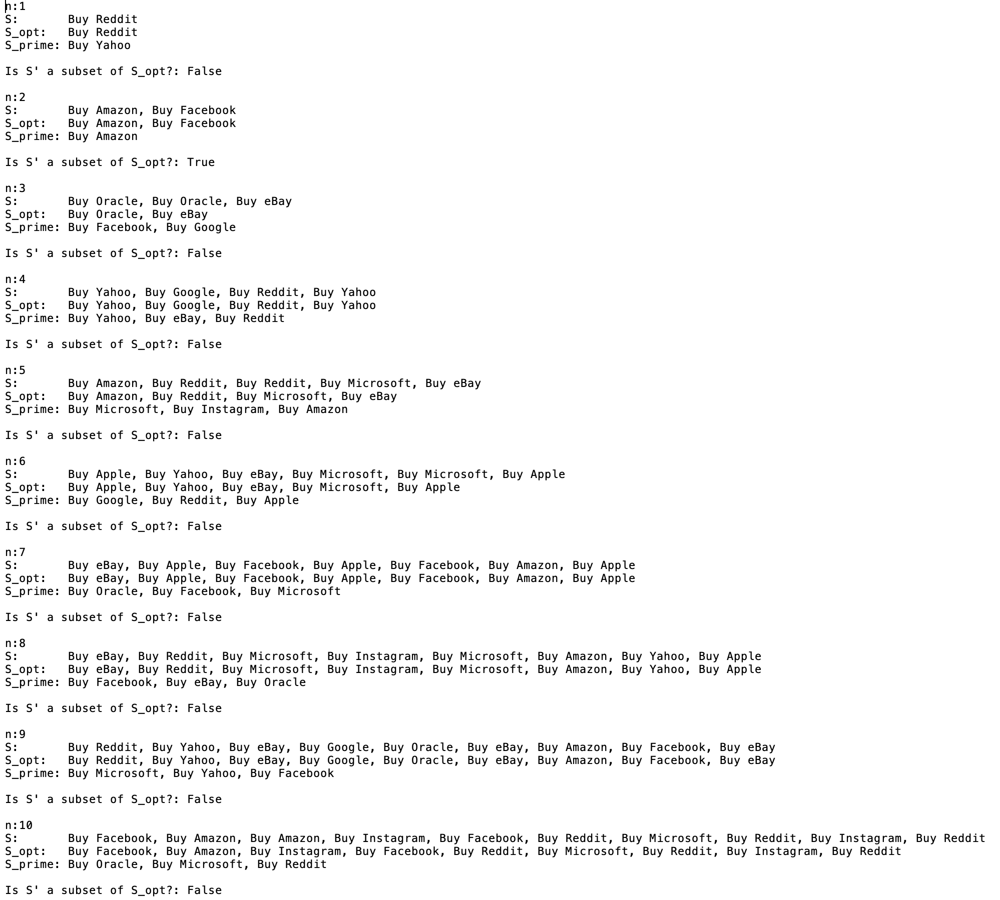 n:1
S:       Buy Reddit
S_opt:   Buy Reddit
S_prime: Buy Yahoo
Is S' a subset of S_opt?: False
n:2
S:       Buy Amazon, Buy Facebook
S_opt:   Buy Amazon, Buy Facebook
S_prime: Buy Amazon
Is S' a subset of S_opt?: True
n:3
S:       Buy Oracle, Buy Oracle, Buy eBay
S_opt:   Buy Oracle, Buy eBay
S_prime: Buy Facebook, Buy Google
Is S' a subset of S_opt?: False
n:4
S:       Buy Yahoo, Buy Google, Buy Reddit, Buy Yahoo
S_opt:   Buy Yahoo, Buy Google, Buy Reddit, Buy Yahoo
S_prime: Buy Yahoo, Buy eBay, Buy Reddit
Is S' a subset of S_opt?: False
n:5
S:       Buy Amazon, Buy Reddit, Buy Reddit, Buy Microsoft, Buy eBay
S_opt:   Buy Amazon, Buy Reddit, Buy Microsoft, Buy eBay
S_prime: Buy Microsoft, Buy Instagram, Buy Amazon
Is S' a subset of S_opt?: False
n:6
S:       Buy Apple, Buy Yahoo, Buy eBay, Buy Microsoft, Buy Microsoft, Buy Apple
S_opt:   Buy Apple, Buy Yahoo, Buy eBay, Buy Microsoft, Buy Apple
S_prime: Buy Google, Buy Reddit, Buy Apple
Is S' a subset of S_opt?: False
n:7
S:       Buy eBay, Buy Apple, Buy Facebook, Buy Apple, Buy Facebook, Buy Amazon, Buy Apple
S_opt:   Buy eBay, Buy Apple, Buy Facebook, Buy Apple, Buy Facebook, Buy Amazon, Buy Apple
S_prime: Buy Oracle, Buy Facebook, Buy Microsoft
Is S' a subset of S_opt?: False
n:8
S:       Buy eBay, Buy Reddit, Buy Microsoft, Buy Instagram, Buy Microsoft, Buy Amazon, Buy Yahoo, Buy Apple
S_opt:   Buy eBay, Buy Reddit, Buy Microsoft, Buy Instagram, Buy Microsoft, Buy Amazon, Buy Yahoo, Buy Apple
S_prime: Buy Facebook, Buy eBay, Buy Oracle
Is S' a subset of S_opt?: False
n:9
S:       Buy Reddit, Buy Yahoo, Buy eBay, Buy Google, Buy Oracle, Buy eBay, Buy Amazon, Buy Facebook, Buy eBay
S_opt:   Buy Reddit, Buy Yahoo, Buy eBay, Buy Google, Buy Oracle, Buy eBay, Buy Amazon, Buy Facebook, Buy eBay
S_prime: Buy Microsoft, Buy Yahoo, Buy Facebook
Is S' a subset of S_opt?: False
n:10
S:       Buy Facebook, Buy Amazon, Buy Amazon, Buy Instagram, Buy Facebook, Buy Reddit, Buy Microsoft, Buy Reddit, Buy Instagram, Buy Reddit
S_opt:   Buy Facebook, Buy Amazon, Buy Instagram, Buy Facebook, Buy Reddit, Buy Microsoft, Buy Reddit, Buy Instagram, Buy Reddit
S_prime: Buy Oracle, Buy Microsoft, Buy Reddit
Is S' a subset of S_opt?: False